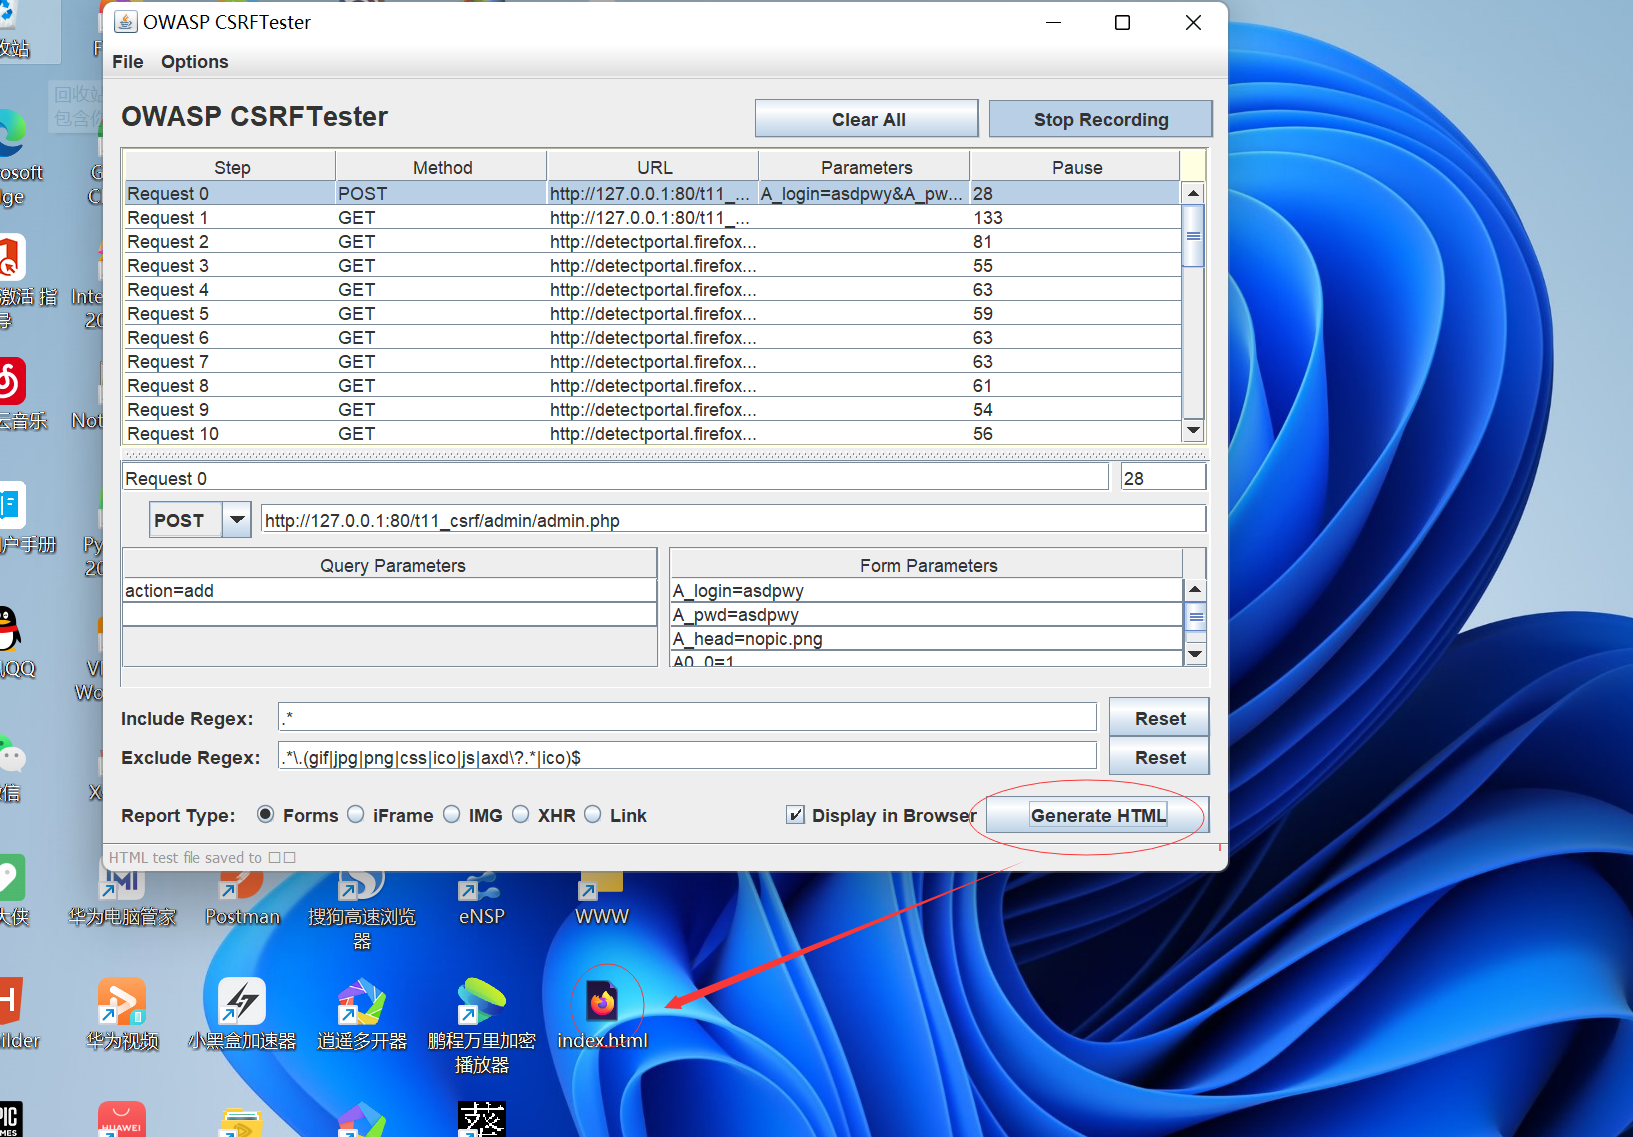 OWASP CSRFTester
File Options
OWASP CSRFTester
Clear All
Stop Recording
Step Method URL Parameters Pause
Request 0 POST http://127.0.0.1:80/t11_... A_login=asdpwy&A_pw... 28
Request 1 GET http://127.0.0.1:80/t11_... 133
Request 2 GET http://detectportal.firefox... 81
Request 3 GET http://detectportal.firefox... 55
Request 4 GET http://detectportal.firefox... 63
Request 5 GET http://detectportal.firefox... 59
Request 6 GET http://detectportal.firefox... 63
Request 7 GET http://detectportal.firefox... 63
Request 8 GET http://detectportal.firefox... 61
Request 9 GET http://detectportal.firefox... 54
Request 10 GET http://detectportal.firefox... 56
Request 0 28
POST http://127.0.0.1:80/t11_csrf/admin/admin.php
Query Parameters
action=add
Form Parameters
A_login=asdpwy
A_pwd=asdpwy
A_head=nopic.png
A0_0=1
Include Regex: .* Reset
Exclude Regex: .*\.(gif|jpg|png|css|ico|js|axd\?.*|ico)$ Reset
Report Type: Forms iFrame IMG XHR Link Display in Browser Generate HTML
HTML test file saved to □□
收站
回收站
包含
osoft
dge
激活 指
导
云音乐
户手册
QQ
信
大侠
Inte
20
Not
Py
20
VI
Wo
X
华为电脑管家
Postman
搜狗高速浏览
器
eNSP
WWW
ilder
华为视频
小黑盒加速器
逍遥多开器
鹏程万里加密
播放器
index.html
HUAWEI